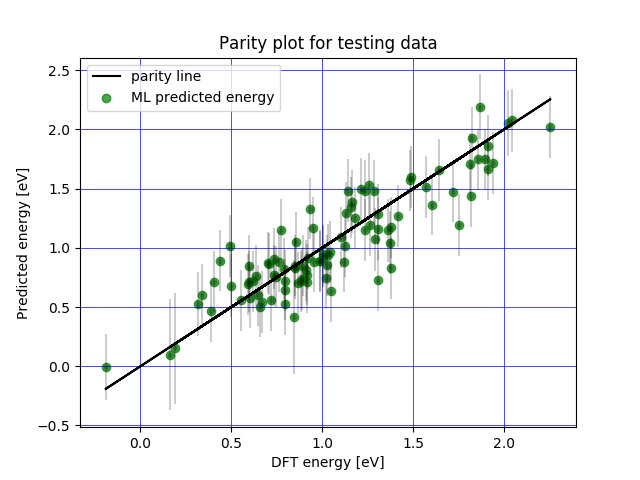 Parity plot for testing data
parity line
ML predicted energy
Predicted energy [eV]
2.5
2.0
1.5
1.0
0.5
0.0
−0.5
0.0 0.5 1.0 1.5 2.0
DFT energy [eV]